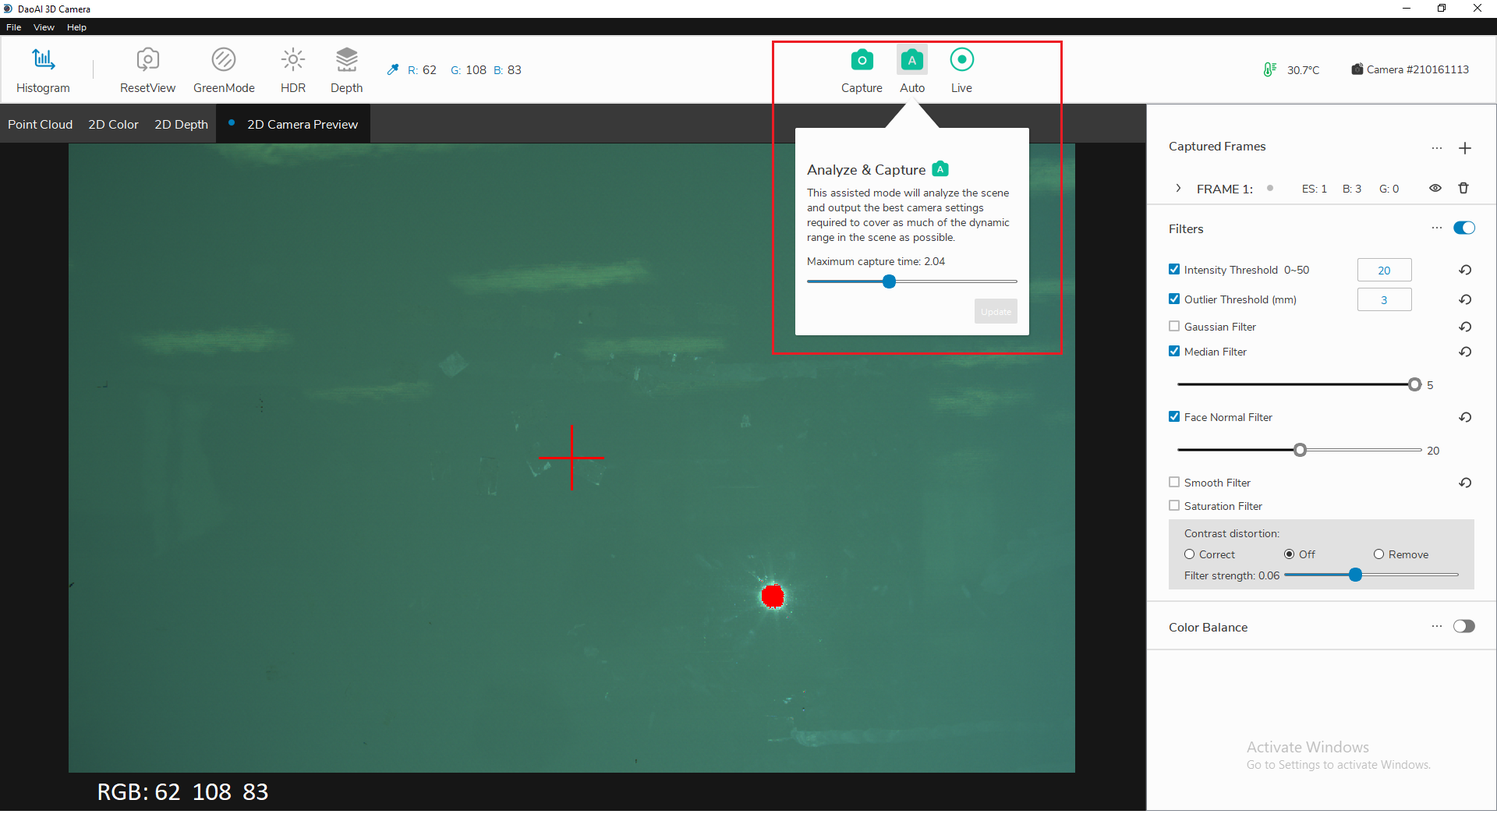 DaoAI 3D Camera
File View Help
Histogram ResetView GreenMode HDR Depth R: 62 G: 108 B: 83 Capture Auto Live 30.7°C Camera #210161113
Point Cloud 2D Color 2D Depth 2D Camera Preview
Analyze & Capture A
This assisted mode will analyze the scene
and output the best camera settings
required to cover as much of the dynamic
range in the scene as possible.
Maximum capture time: 2.04
Update
RGB: 62 108 83
Captured Frames ... +
FRAME 1: ES: 1 B: 3 G: 0
Filters ...
Intensity Threshold 0~50 20
Outlier Threshold (mm) 3
Gaussian Filter
Median Filter
5
Face Normal Filter
20
Smooth Filter
Saturation Filter
Contrast distortion:
Correct Off Remove
Filter strength: 0.06
Color Balance ...
Activate Windows
Go to Settings to activate Windows.